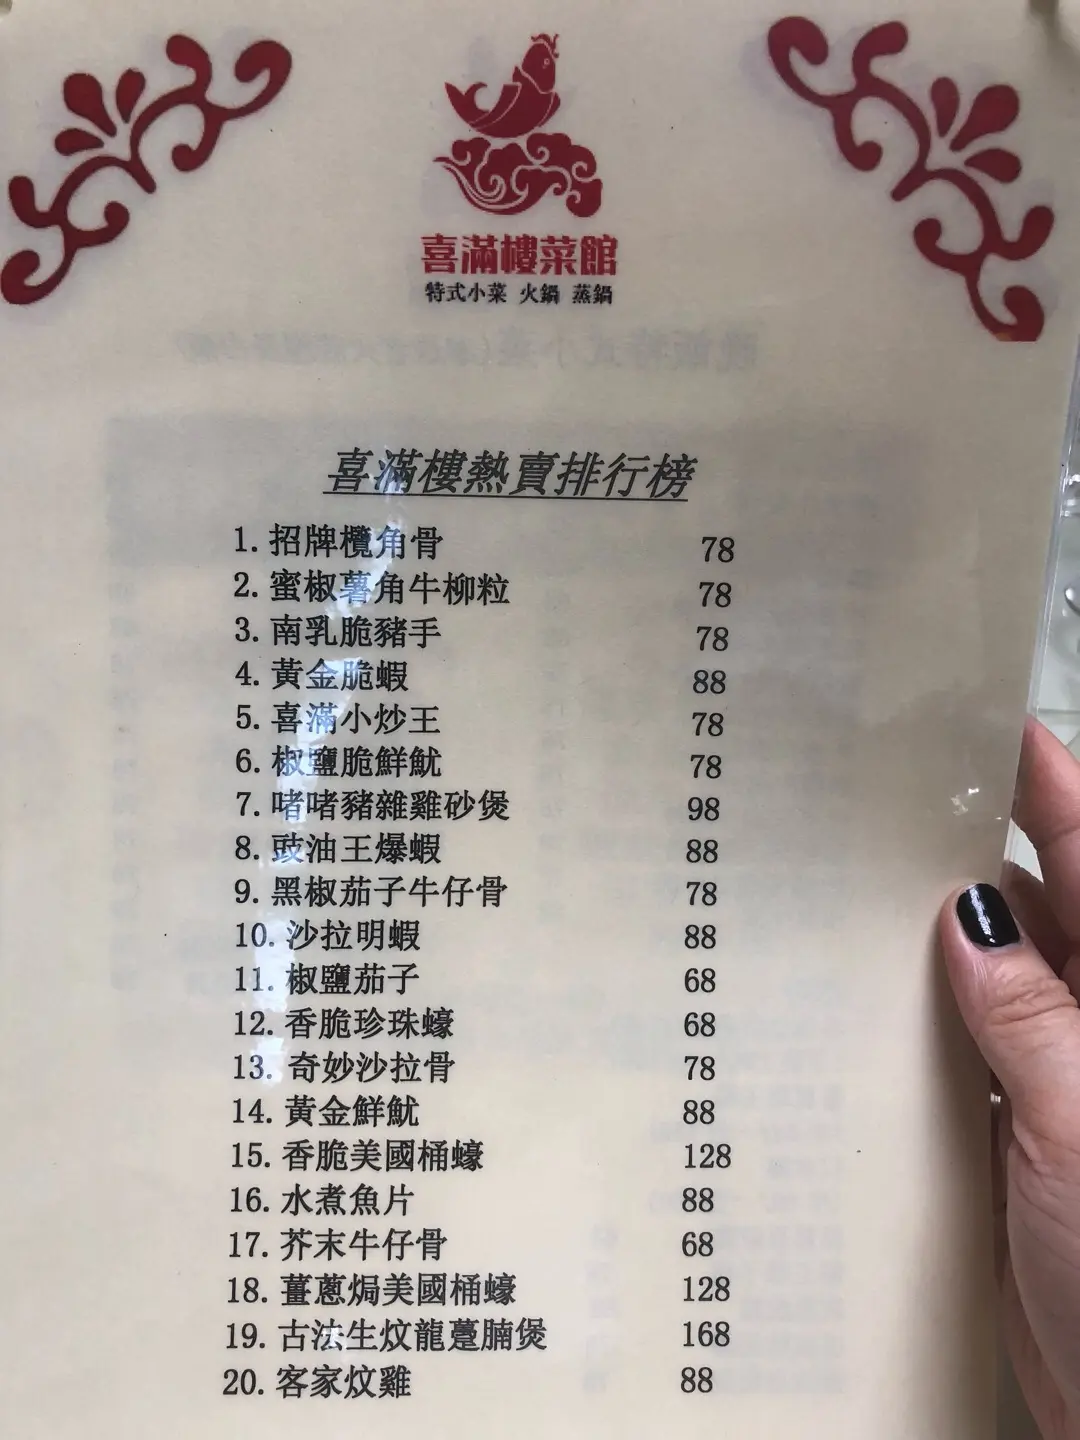 喜滿樓菜館
特式小菜 火鍋 蒸鍋
喜滿樓熱賣排行榜
1. 招牌欖角骨 78
2. 蜜椒薯角牛柳粒 78
3. 南乳脆豬手 78
4. 黃金脆蝦 88
5. 喜滿小炒王 78
6. 椒鹽脆鮮魷 78
7. 啫啫豬雜雞砂煲 98
8. 豉油王爆蝦 88
9. 黑椒茄子牛仔骨 78
10. 沙拉明蝦 88
11. 椒鹽茄子 68
12. 香脆珍珠蠔 68
13. 奇妙沙拉骨 78
14. 黃金鮮魷 88
15. 香脆美國桶蠔 128
16. 水煮魚片 88
17. 芥末牛仔骨 68
18. 薑蔥焗美國桶蠔 128
19. 古法生炆龍躉腩煲 168
20. 客家炆雞 88